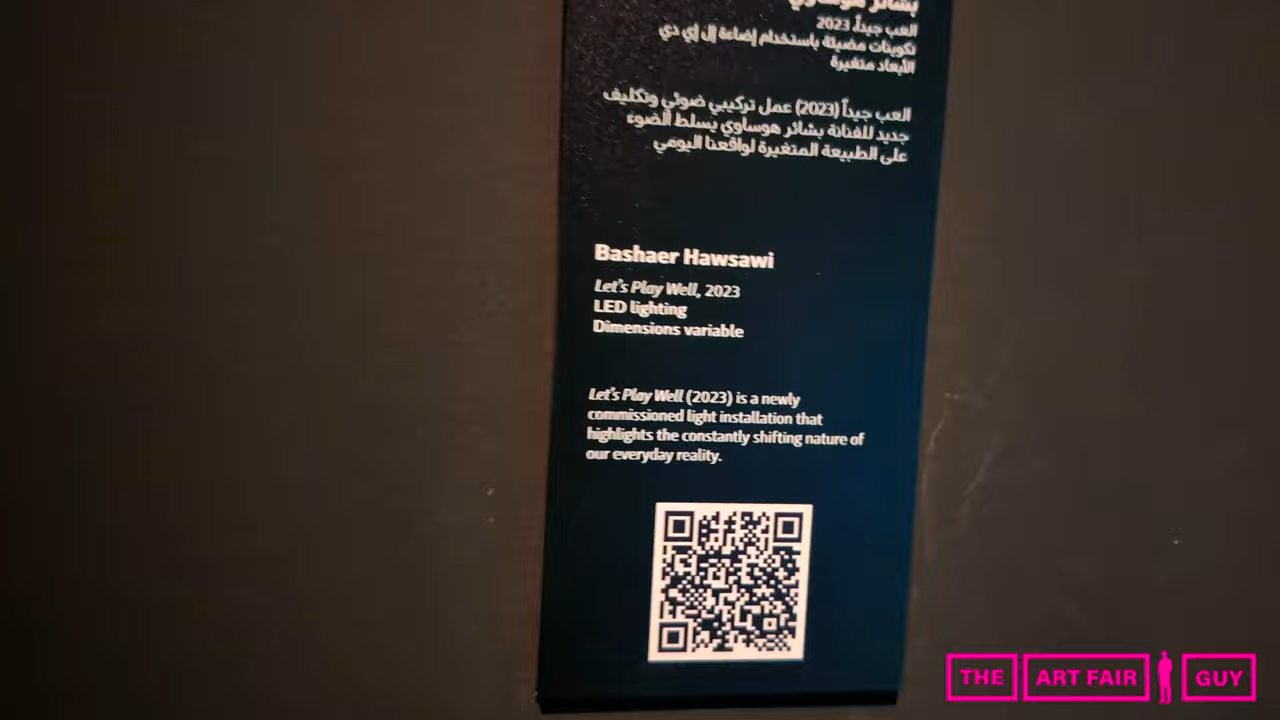 بشائر هوساوي
العب جيداً، 2023
تكوينات مضيئة باستخدام إضاءة إل إي دي
الأبعاد متغيرة
العب جيداً (2023) عمل تركيبي ضوئي وتكليف
جديد للفنانة بشائر هوساوي يسلط الضوء
على الطبيعة المتغيرة لواقعنا اليومي
Bashaer Hawsawi
Let's Play Well, 2023
LED lighting
Dimensions variable
Let's Play Well (2023) is a newly
commissioned light installation that
highlights the constantly shifting nature of
our everyday reality.
THE ART FAIR GUY